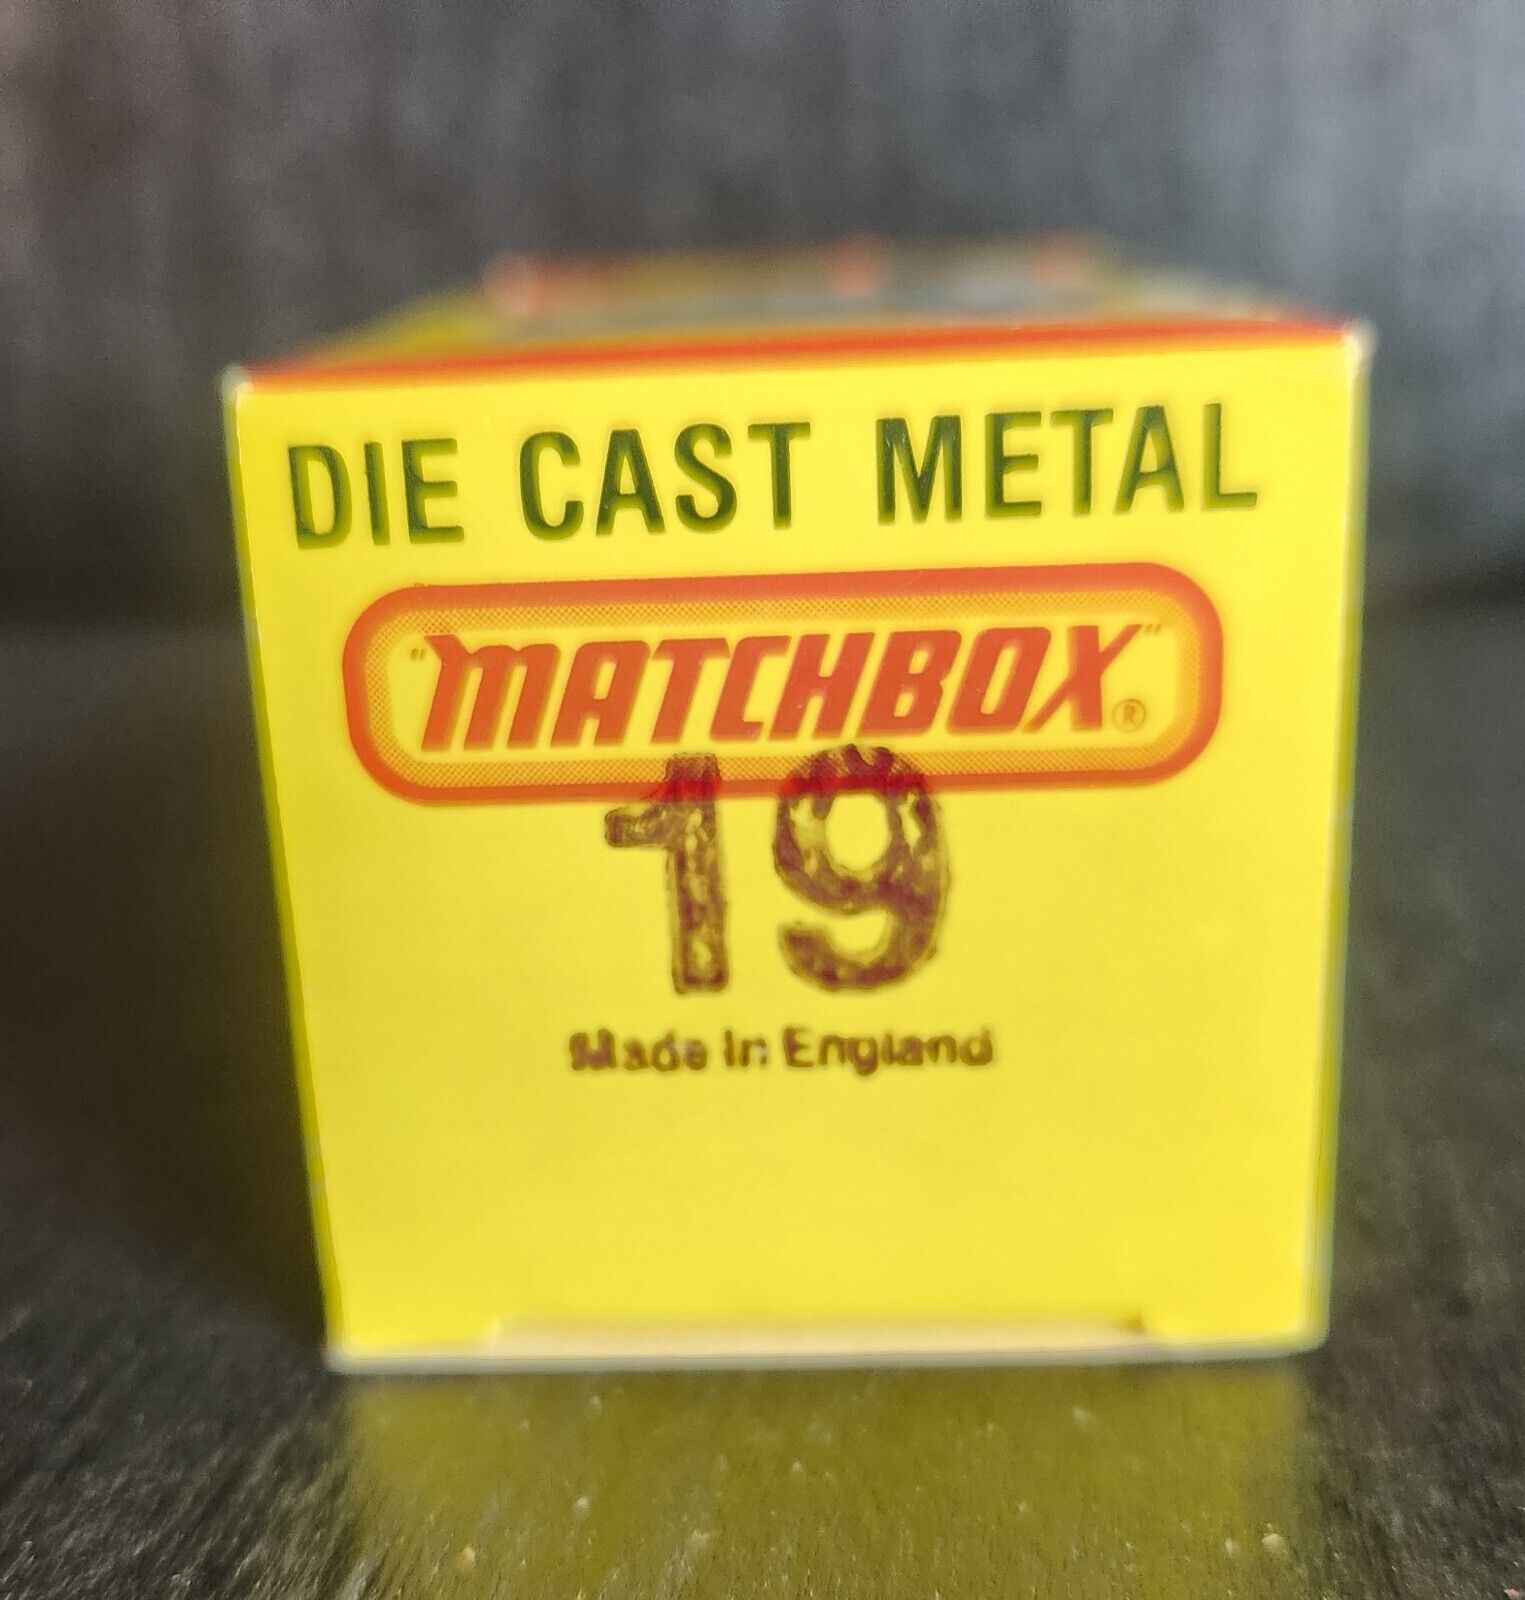 DIE CAST METAL
"MATCHBOX"®
19
Made In England